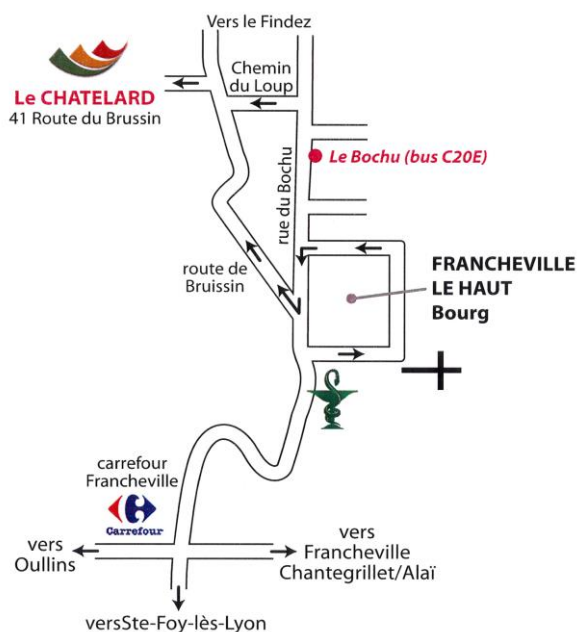 Vers le Findez
Chemin
du Loup
Le CHATELARD
41 Route du Brussin
Le Bochu (bus C20E)
rue du Bochu
route de
Bruissin
FRANCHEVILLE
LE HAUT
Bourg
carrefour
Francheville
Carrefour
vers
Oullins
vers
Francheville
Chantegrillet/Alaï
versSte-Foy-lès-Lyon